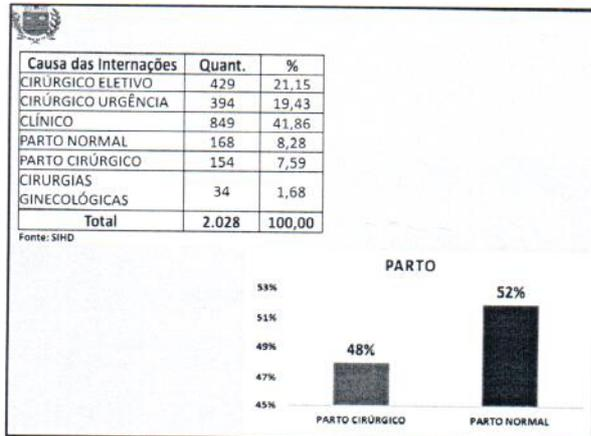 Causa das Internações Quant. %
CIRÚRGICO ELETIVO 429 21,15
CIRÚRGICO URGÊNCIA 394 19,43
CLÍNICO 849 41,86
PARTO NORMAL 168 8,28
PARTO CIRÚRGICO 154 7,59
CIRURGIAS
GINECOLÓGICAS 34 1,68
Total 2.028 100,00
Fonte: SIHD
PARTO
53%
52%
51%
49%
48%
47%
45%
PARTO CIRÚRGICO PARTO NORMAL